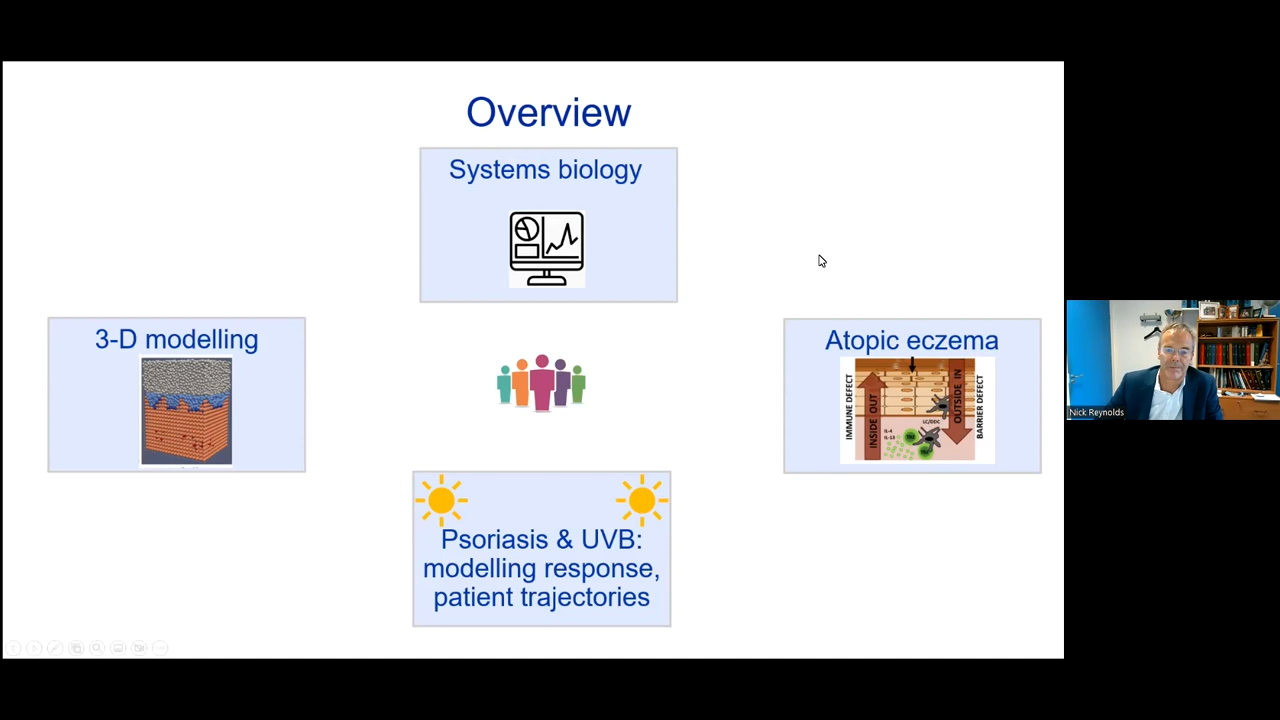 Overview
Systems biology
3-D modelling
Atopic eczema
IMMUNE DEFECT
INSIDE OUT
OUTSIDE IN
BARRIER DEFECT
LC/DDC
IL-4
IL-13
Psoriasis & UVB:
modelling response,
patient trajectories
Nick Reynolds